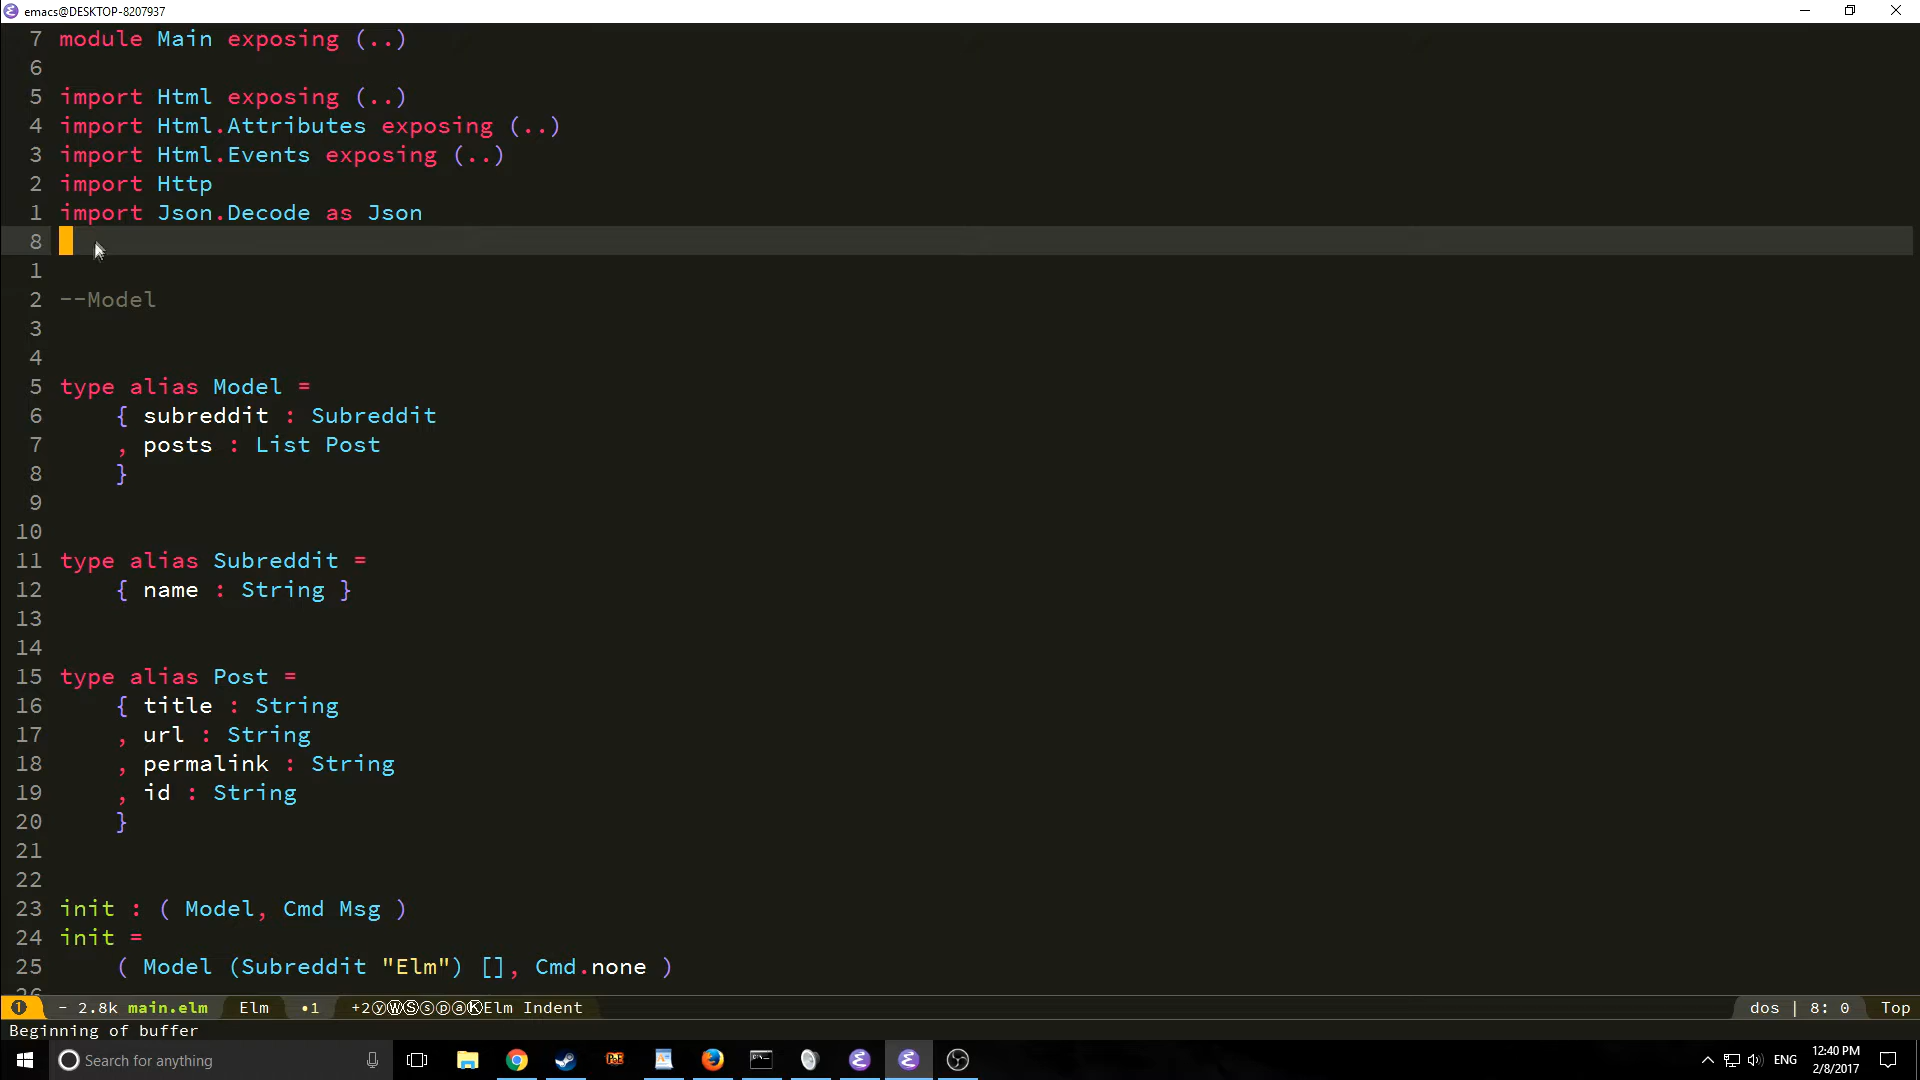 emacs@DESKTOP-8207937
7 module Main exposing (..)
6
5 import Html exposing (..)
4 import Html.Attributes exposing (..)
3 import Html.Events exposing (..)
2 import Http
1 import Json.Decode as Json
8
1
2 --Model
3
4
5 type alias Model =
6     { subreddit : Subreddit
7     , posts : List Post
8     }
9
10
11 type alias Subreddit =
12     { name : String }
13
14
15 type alias Post =
16     { title : String
17     , url : String
18     , permalink : String
19     , id : String
20     }
21
22
23 init : ( Model, Cmd Msg )
24 init =
25     ( Model (Subreddit "Elm") [], Cmd.none )
❶ - 2.8k main.elm Elm •1 +2ⓨⓌⓈⓢⓟⓐⓀElm Indent dos | 8: 0 Top
Beginning of buffer
Search for anything PoE ENG 12:40 PM
2/8/2017